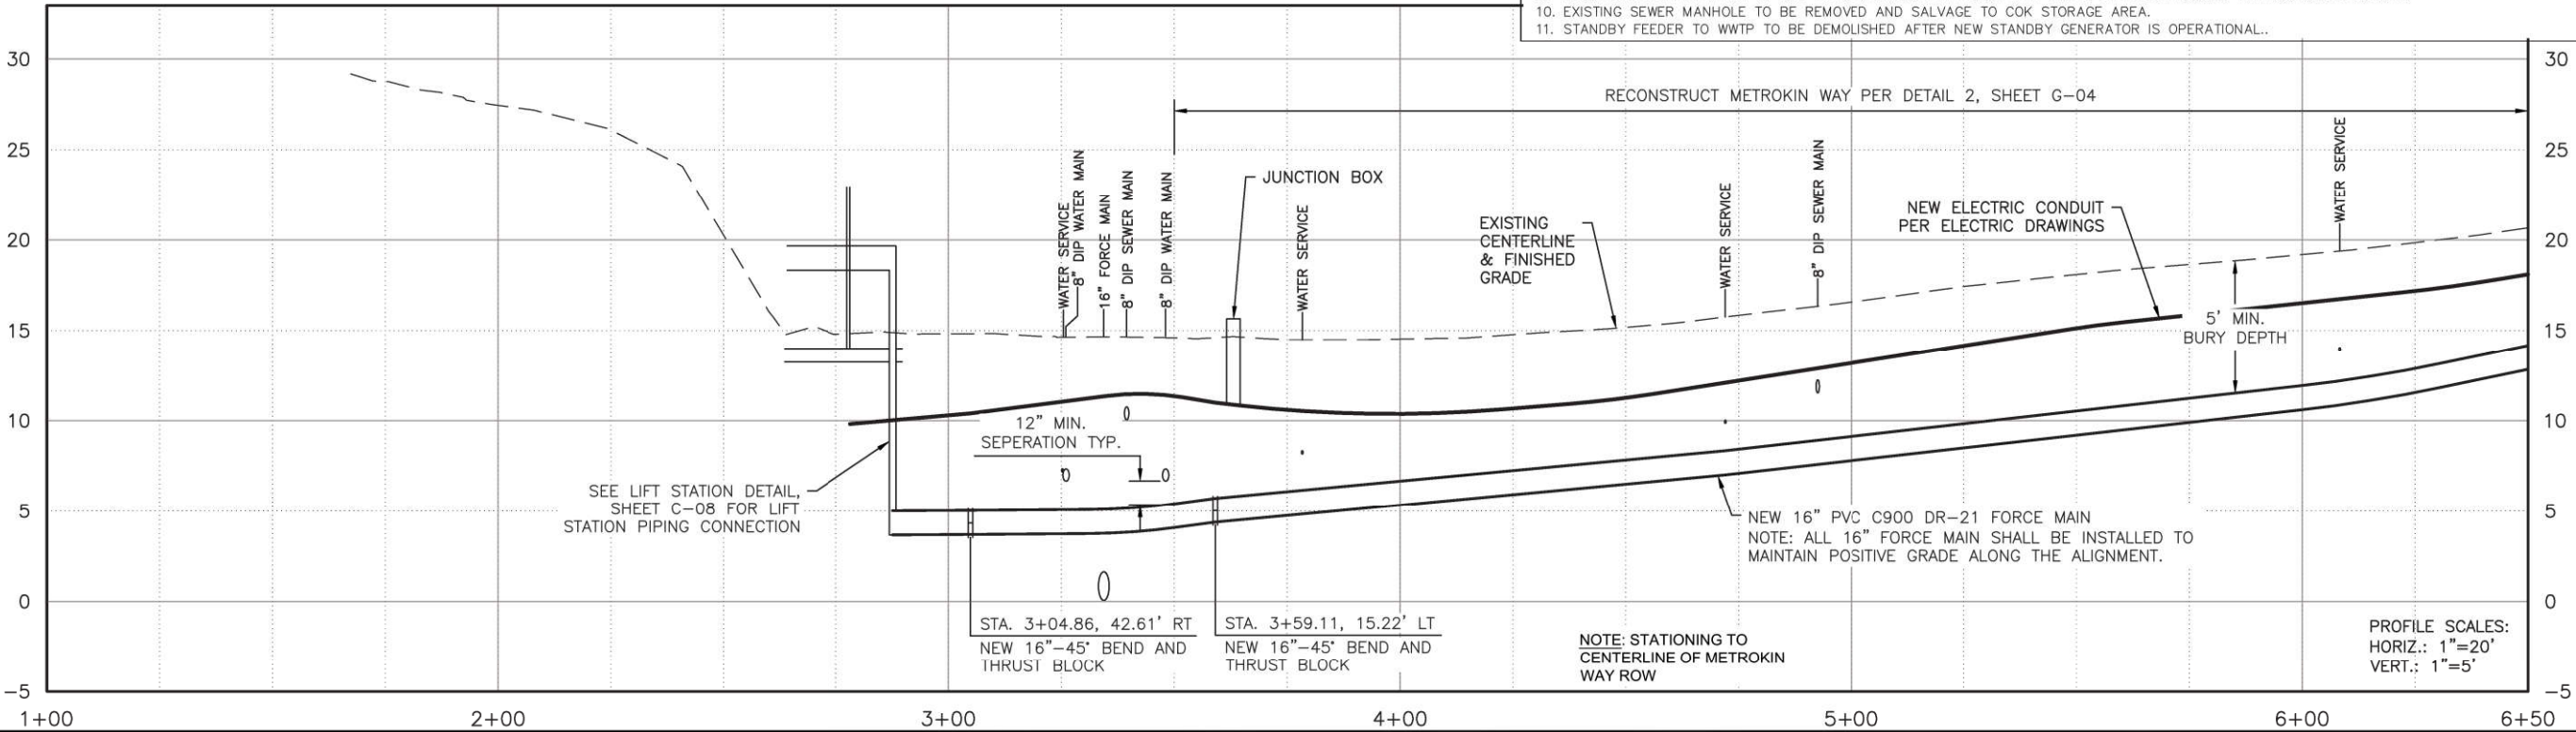 10. EXISTING SEWER MANHOLE TO BE REMOVED AND SALVAGE TO COK STORAGE AREA.
11. STANDBY FEEDER TO WWTP TO BE DEMOLISHED AFTER NEW STANDBY GENERATOR IS OPERATIONAL..
30
30
RECONSTRUCT METROKIN WAY PER DETAIL 2, SHEET G-04
25
25
WATER SERVICE
8" DIP WATER MAIN
16" FORCE MAIN
8" DIP SEWER MAIN
8" DIP WATER MAIN
JUNCTION BOX
WATER SERVICE
EXISTING
CENTERLINE
& FINISHED
GRADE
WATER SERVICE
8" DIP SEWER MAIN
NEW ELECTRIC CONDUIT
PER ELECTRIC DRAWINGS
WATER SERVICE
20
20
15
15
5' MIN.
BURY DEPTH
10
10
12" MIN.
SEPERATION TYP.
SEE LIFT STATION DETAIL,
SHEET C-08 FOR LIFT
STATION PIPING CONNECTION
5
5
NEW 16" PVC C900 DR-21 FORCE MAIN
NOTE: ALL 16" FORCE MAIN SHALL BE INSTALLED TO
MAINTAIN POSITIVE GRADE ALONG THE ALIGNMENT.
0
0
STA. 3+04.86, 42.61' RT
NEW 16"-45° BEND AND
THRUST BLOCK
STA. 3+59.11, 15.22' LT
NEW 16"-45° BEND AND
THRUST BLOCK
NOTE: STATIONING TO
CENTERLINE OF METROKIN
WAY ROW
PROFILE SCALES:
HORIZ.: 1"=20'
VERT.: 1"=5'
-5
-5
1+00
2+00
3+00
4+00
5+00
6+00
6+50